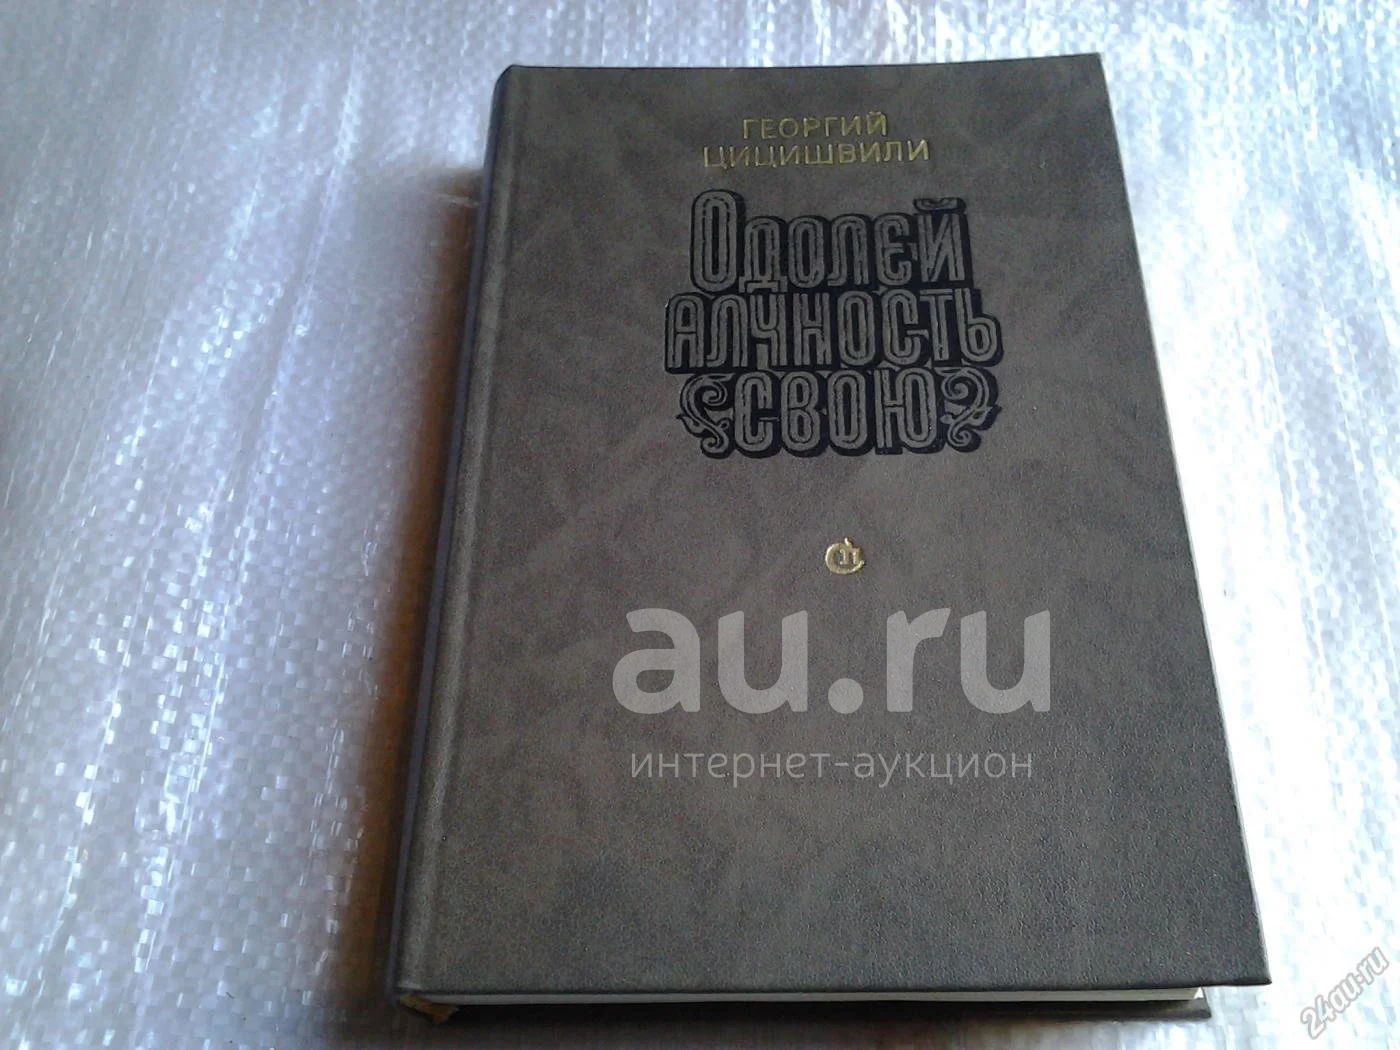 ГЕОРГИЙ
ЦИЦИШВИЛИ
Одолей
алчность
свою
au.ru
интернет-аукцион
24au.ru